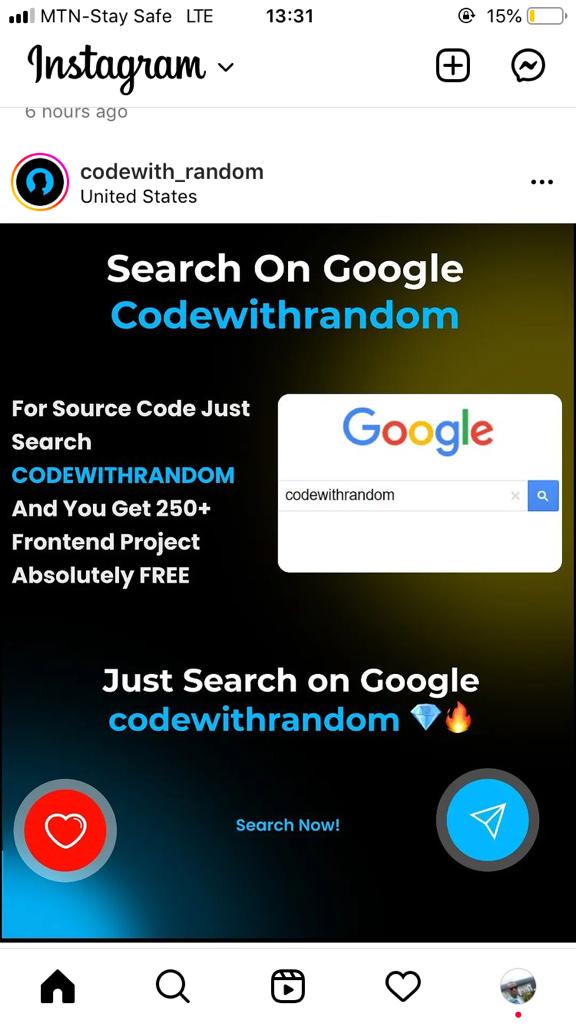 MTN-Stay Safe LTE 13:31 15%
Instagram
6 hours ago
codewith_random
United States
Search On Google
Codewithrandom
For Source Code Just
Search
CODEWITHRANDOM
And You Get 250+
Frontend Project
Absolutely FREE
Google
codewithrandom
Just Search on Google
codewithrandom 💎🔥
Search Now!